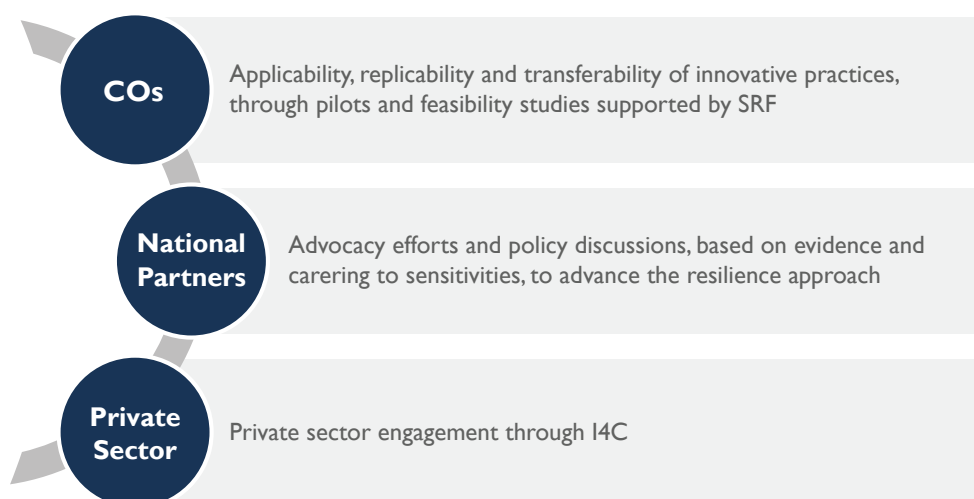 COs
Applicability, replicability and transferability of innovative practices,
through pilots and feasibility studies supported by SRF
National
Partners
Advocacy efforts and policy discussions, based on evidence and
carering to sensitivities, to advance the resilience approach
Private
Sector
Private sector engagement through I4C